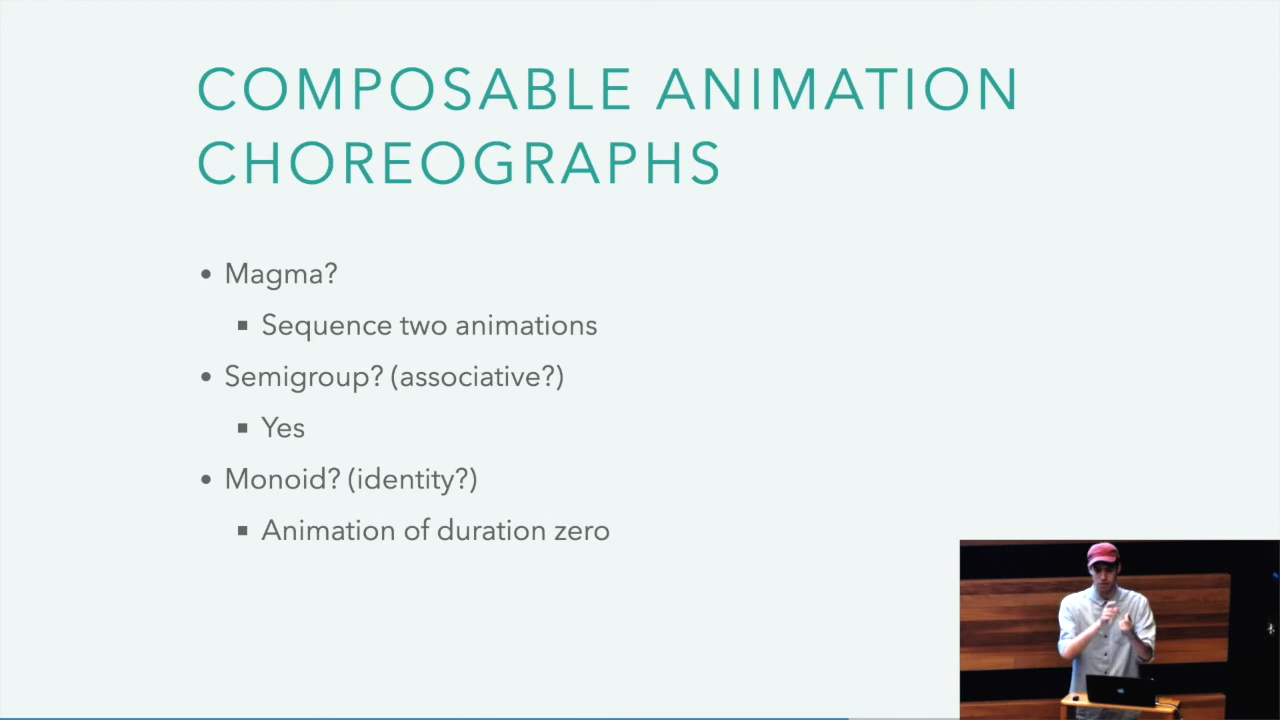 COMPOSABLE ANIMATION
CHOREOGRAPHS
• Magma?
▪ Sequence two animations
• Semigroup? (associative?)
▪ Yes
• Monoid? (identity?)
▪ Animation of duration zero